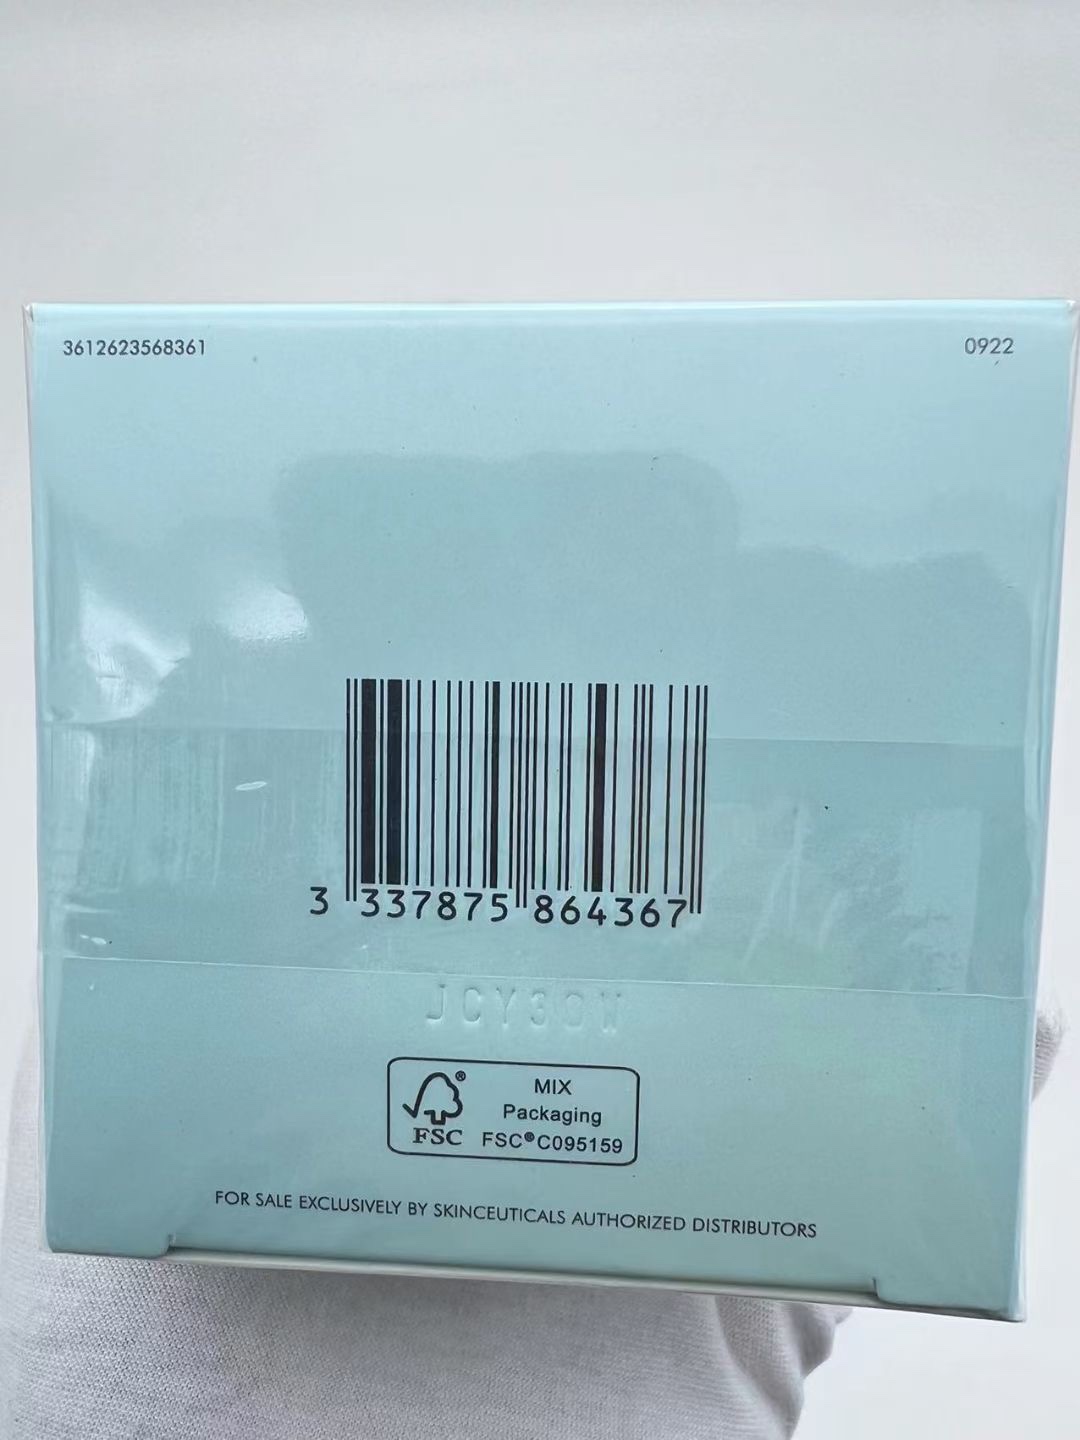 3612623568361
0922
3 337875 864367
JCY30W
MIX
Packaging
FSC
FSC®C095159
FOR SALE EXCLUSIVELY BY SKINCEUTICALS AUTHORIZED DISTRIBUTORS